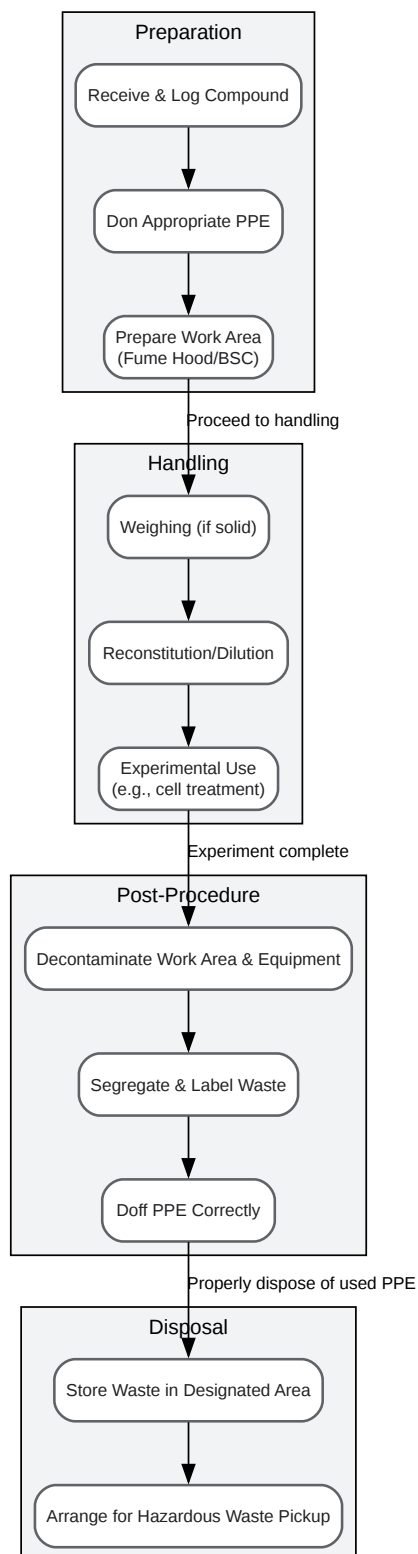 Preparation
Receive & Log Compound
Don Appropriate PPE
Prepare Work Area
(Fume Hood/BSC)
Proceed to handling
Handling
Weighing (if solid)
Reconstitution/Dilution
Experimental Use
(e.g., cell treatment)
Experiment complete
Post-Procedure
Decontaminate Work Area & Equipment
Segregate & Label Waste
Doff PPE Correctly
Properly dispose of used PPE
Disposal
Store Waste in Designated Area
Arrange for Hazardous Waste Pickup